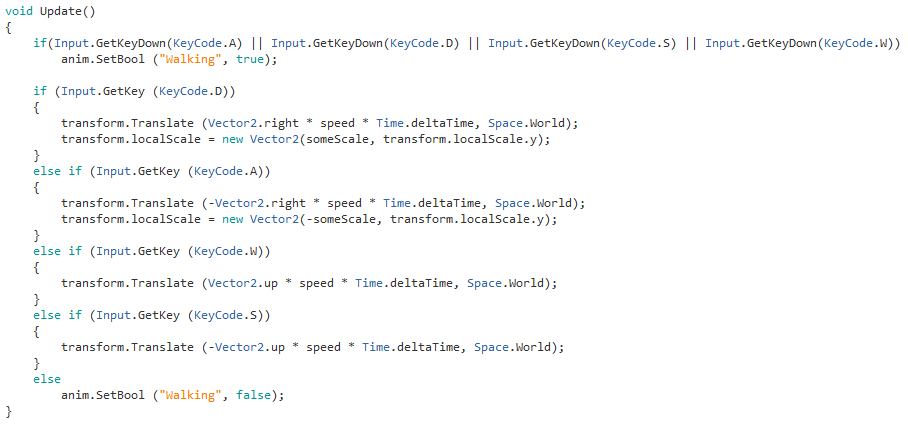 void Update()
{
    if(Input.GetKeyDown(KeyCode.A) || Input.GetKeyDown(KeyCode.D) || Input.GetKeyDown(KeyCode.S) || Input.GetKeyDown(KeyCode.W))
        anim.SetBool ("Walking", true);

    if (Input.GetKey (KeyCode.D))
    {
        transform.Translate (Vector2.right * speed * Time.deltaTime, Space.World);
        transform.localScale = new Vector2(someScale, transform.localScale.y);
    }
    else if (Input.GetKey (KeyCode.A))
    {
        transform.Translate (-Vector2.right * speed * Time.deltaTime, Space.World);
        transform.localScale = new Vector2(-someScale, transform.localScale.y);
    }
    else if (Input.GetKey (KeyCode.W))
    {
        transform.Translate (Vector2.up * speed * Time.deltaTime, Space.World);
    }
    else if (Input.GetKey (KeyCode.S))
    {
        transform.Translate (-Vector2.up * speed * Time.deltaTime, Space.World);
    }
    else
        anim.SetBool ("Walking", false);
}